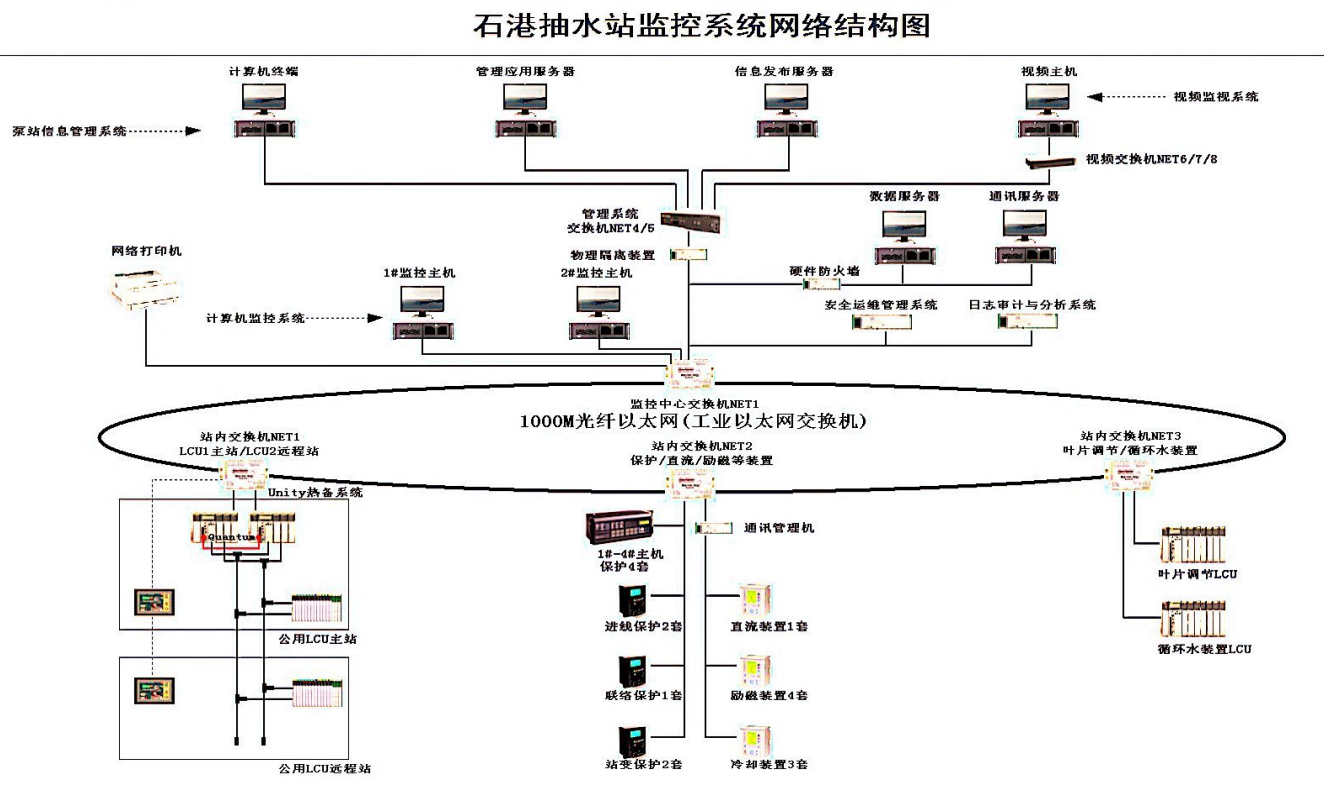 石港抽水站监控系统网络结构图
计算机终端
管理应用服务器
信息发布服务器
视频主机
视频监视系统
泵站信息管理系统
视频交换机NET6/7/8
管理系统
交换机NET4/5
数据服务器
通讯服务器
网络打印机
物理隔离装置
1#监控主机
2#监控主机
硬件防火墙
计算机监控系统
安全运维管理系统
日志审计与分析系统
监控中心交换机NET1
1000M光纤以太网(工业以太网交换机)
站内交换机NET1
LCU1主站/LCU2远程站
站内交换机NET2
保护/直流/励磁等装置
站内交换机NET3
叶片调节/循环水装置
Unity热备系统
Quantum
1#-4#主机
保护4套
通讯管理机
叶片调节LCU
进线保护2套
直流装置1套
公用LCU主站
循环水装置LCU
联络保护1套
励磁装置4套
站变保护2套
冷却装置3套
公用LCU远程站